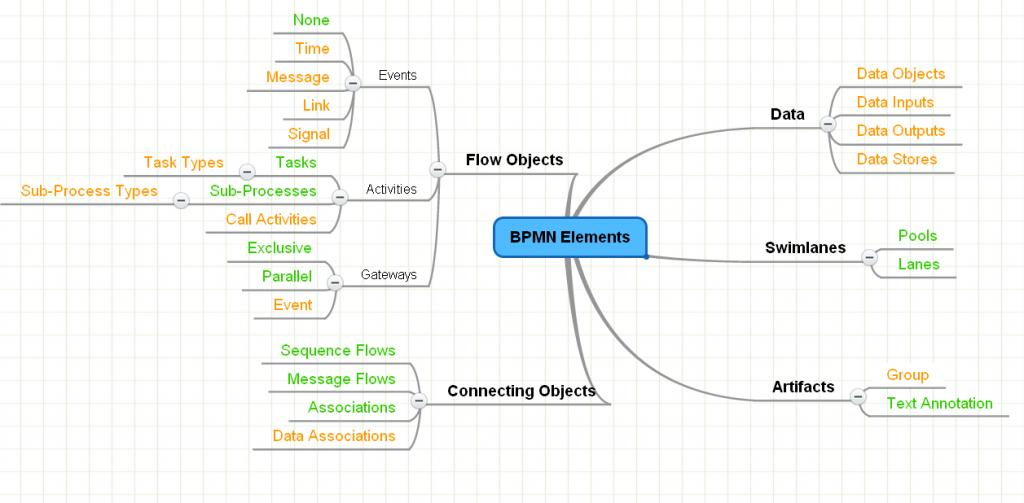 BPMN Elements
Flow Objects
Events
None
Time
Message
Link
Signal
Activities
Tasks
Task Types
Sub-Processes
Sub-Process Types
Call Activities
Gateways
Exclusive
Parallel
Event
Connecting Objects
Sequence Flows
Message Flows
Associations
Data Associations
Data
Data Objects
Data Inputs
Data Outputs
Data Stores
Swimlanes
Pools
Lanes
Artifacts
Group
Text Annotation